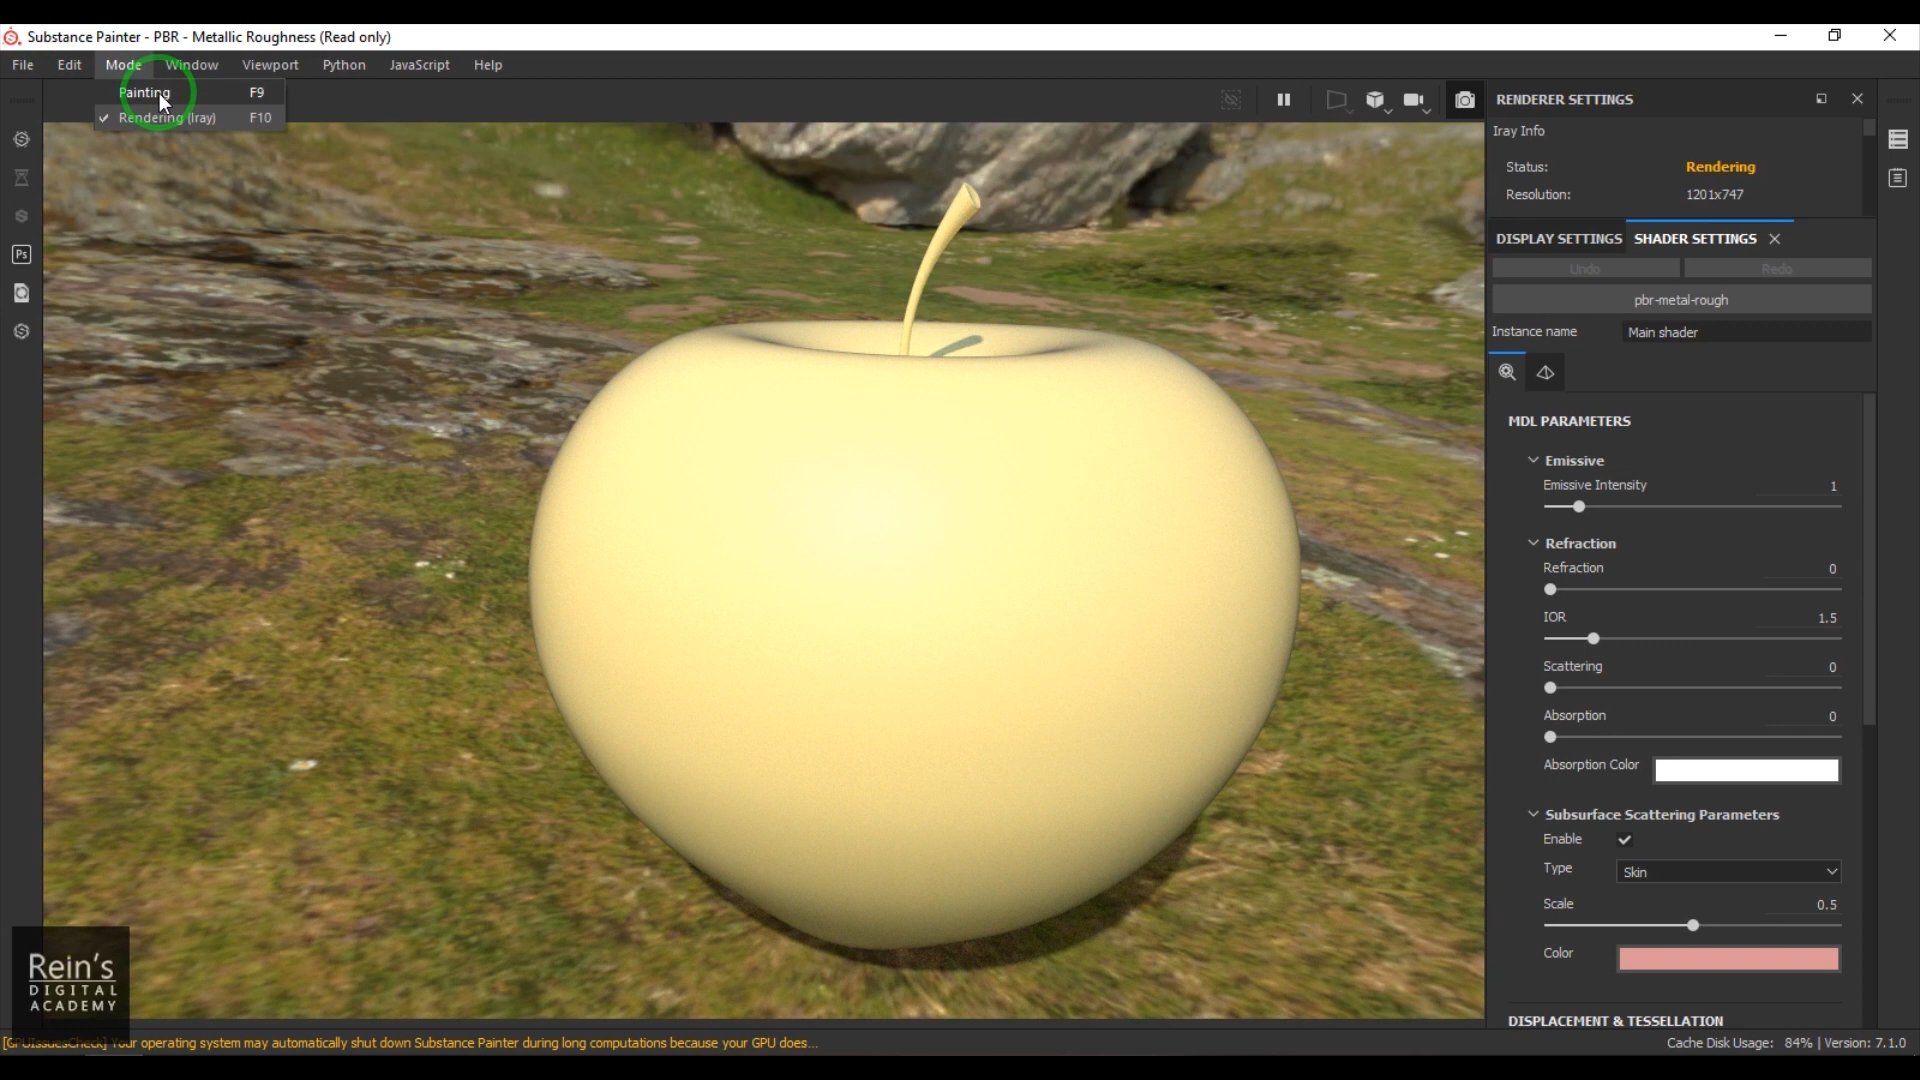 Substance Painter - PBR - Metallic Roughness (Read only)
File Edit Mode Window Viewport Python JavaScript Help
Painting F9
Rendering (Iray) F10
RENDERER SETTINGS
Iray Info
Status: Rendering
Resolution: 1201x747
DISPLAY SETTINGS SHADER SETTINGS
Undo Redo
pbr-metal-rough
Instance name Main shader
MDL PARAMETERS
Emissive
Emissive Intensity 1
Refraction
Refraction 0
IOR 1.5
Scattering 0
Absorption 0
Absorption Color
Subsurface Scattering Parameters
Enable
Type Skin
Scale 0.5
Color
DISPLACEMENT & TESSELLATION
Ps
Rein's
DIGITAL
ACADEMY
[GPUIssuesCheck] Your operating system may automatically shut down Substance Painter during long computations because your GPU does...
Cache Disk Usage: 84% | Version: 7.1.0